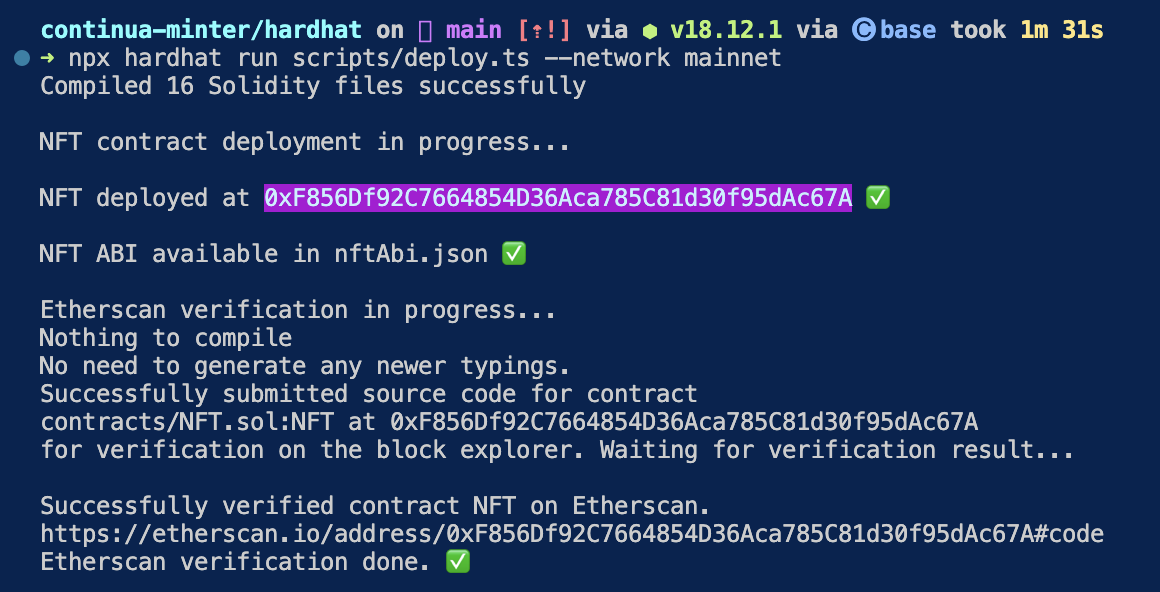 continua-minter/hardhat on  main [⇡!] via ⬢ v18.12.1 via 🅒 base took 1m 31s
➜ npx hardhat run scripts/deploy.ts --network mainnet
Compiled 16 Solidity files successfully
NFT contract deployment in progress...
NFT deployed at 0xF856Df92C7664854D36Aca785C81d30f95dAc67A ✅
NFT ABI available in nftAbi.json ✅
Etherscan verification in progress...
Nothing to compile
No need to generate any newer typings.
Successfully submitted source code for contract
contracts/NFT.sol:NFT at 0xF856Df92C7664854D36Aca785C81d30f95dAc67A
for verification on the block explorer. Waiting for verification result...
Successfully verified contract NFT on Etherscan.
https://etherscan.io/address/0xF856Df92C7664854D36Aca785C81d30f95dAc67A#code
Etherscan verification done. ✅